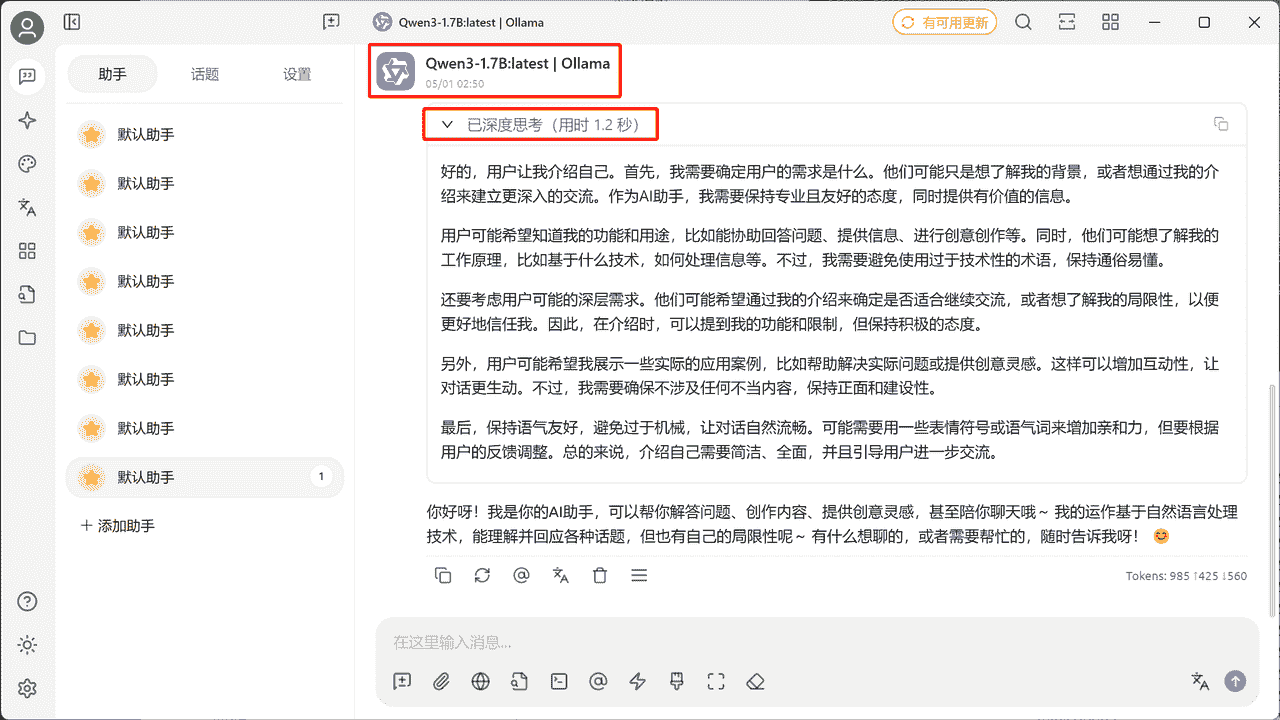 Qwen3-1.7B:latest | Ollama
有可用更新
助手
话题
设置
默认助手
默认助手
默认助手
默认助手
默认助手
默认助手
默认助手
默认助手
1
添加助手
Qwen3-1.7B:latest | Ollama
05/01 02:50
已深度思考（用时 1.2 秒）
好的，用户让我介绍自己。首先，我需要确定用户的需求是什么。他们可能只是想了解我的背景，或者想通过我的介
绍来建立更深入的交流。作为AI助手，我需要保持专业且友好的态度，同时提供有价值的信息。
用户可能希望知道我的功能和用途，比如能协助回答问题、提供信息、进行创意创作等。同时，他们可能想了解我的
工作原理，比如基于什么技术，如何处理信息等。不过，我需要避免使用过于技术性的术语，保持通俗易懂。
还要考虑用户可能的深层需求。他们可能希望通过我的介绍来确定是否适合继续交流，或者想了解我的局限性，以便
更好地信任我。因此，在介绍时，可以提到我的功能和限制，但保持积极的态度。
另外，用户可能希望我展示一些实际的应用案例，比如帮助解决实际问题或提供创意灵感。这样可以增加互动性，让
对话更生动。不过，我需要确保不涉及任何不当内容，保持正面和建设性。
最后，保持语气友好，避免过于机械，让对话自然流畅。可能需要用一些表情符号或语气词来增加亲和力，但要根据
用户的反馈调整。总的来说，介绍自己需要简洁、全面，并且引导用户进一步交流。
你好呀！我是你的AI助手，可以帮你解答问题、创作内容、提供创意灵感，甚至陪你聊天哦～ 我的运作基于自然语言处理
技术，能理解并回应各种话题，但也有自己的局限性呢～ 有什么想聊的，或者需要帮忙的，随时告诉我呀！ 😊
Tokens: 985 ↑425 ↓560
在这里输入消息...